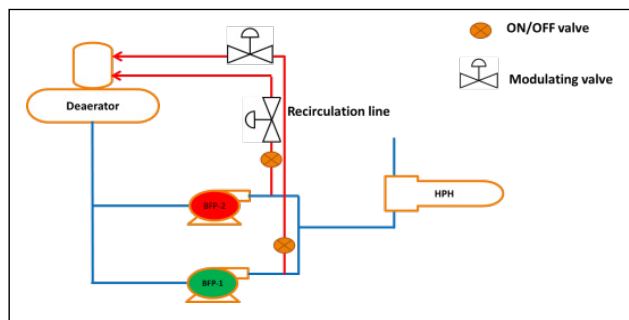 ON/OFF valve
Modulating valve
Deaerator
Recirculation line
HPH
BFP-2
BFP-1